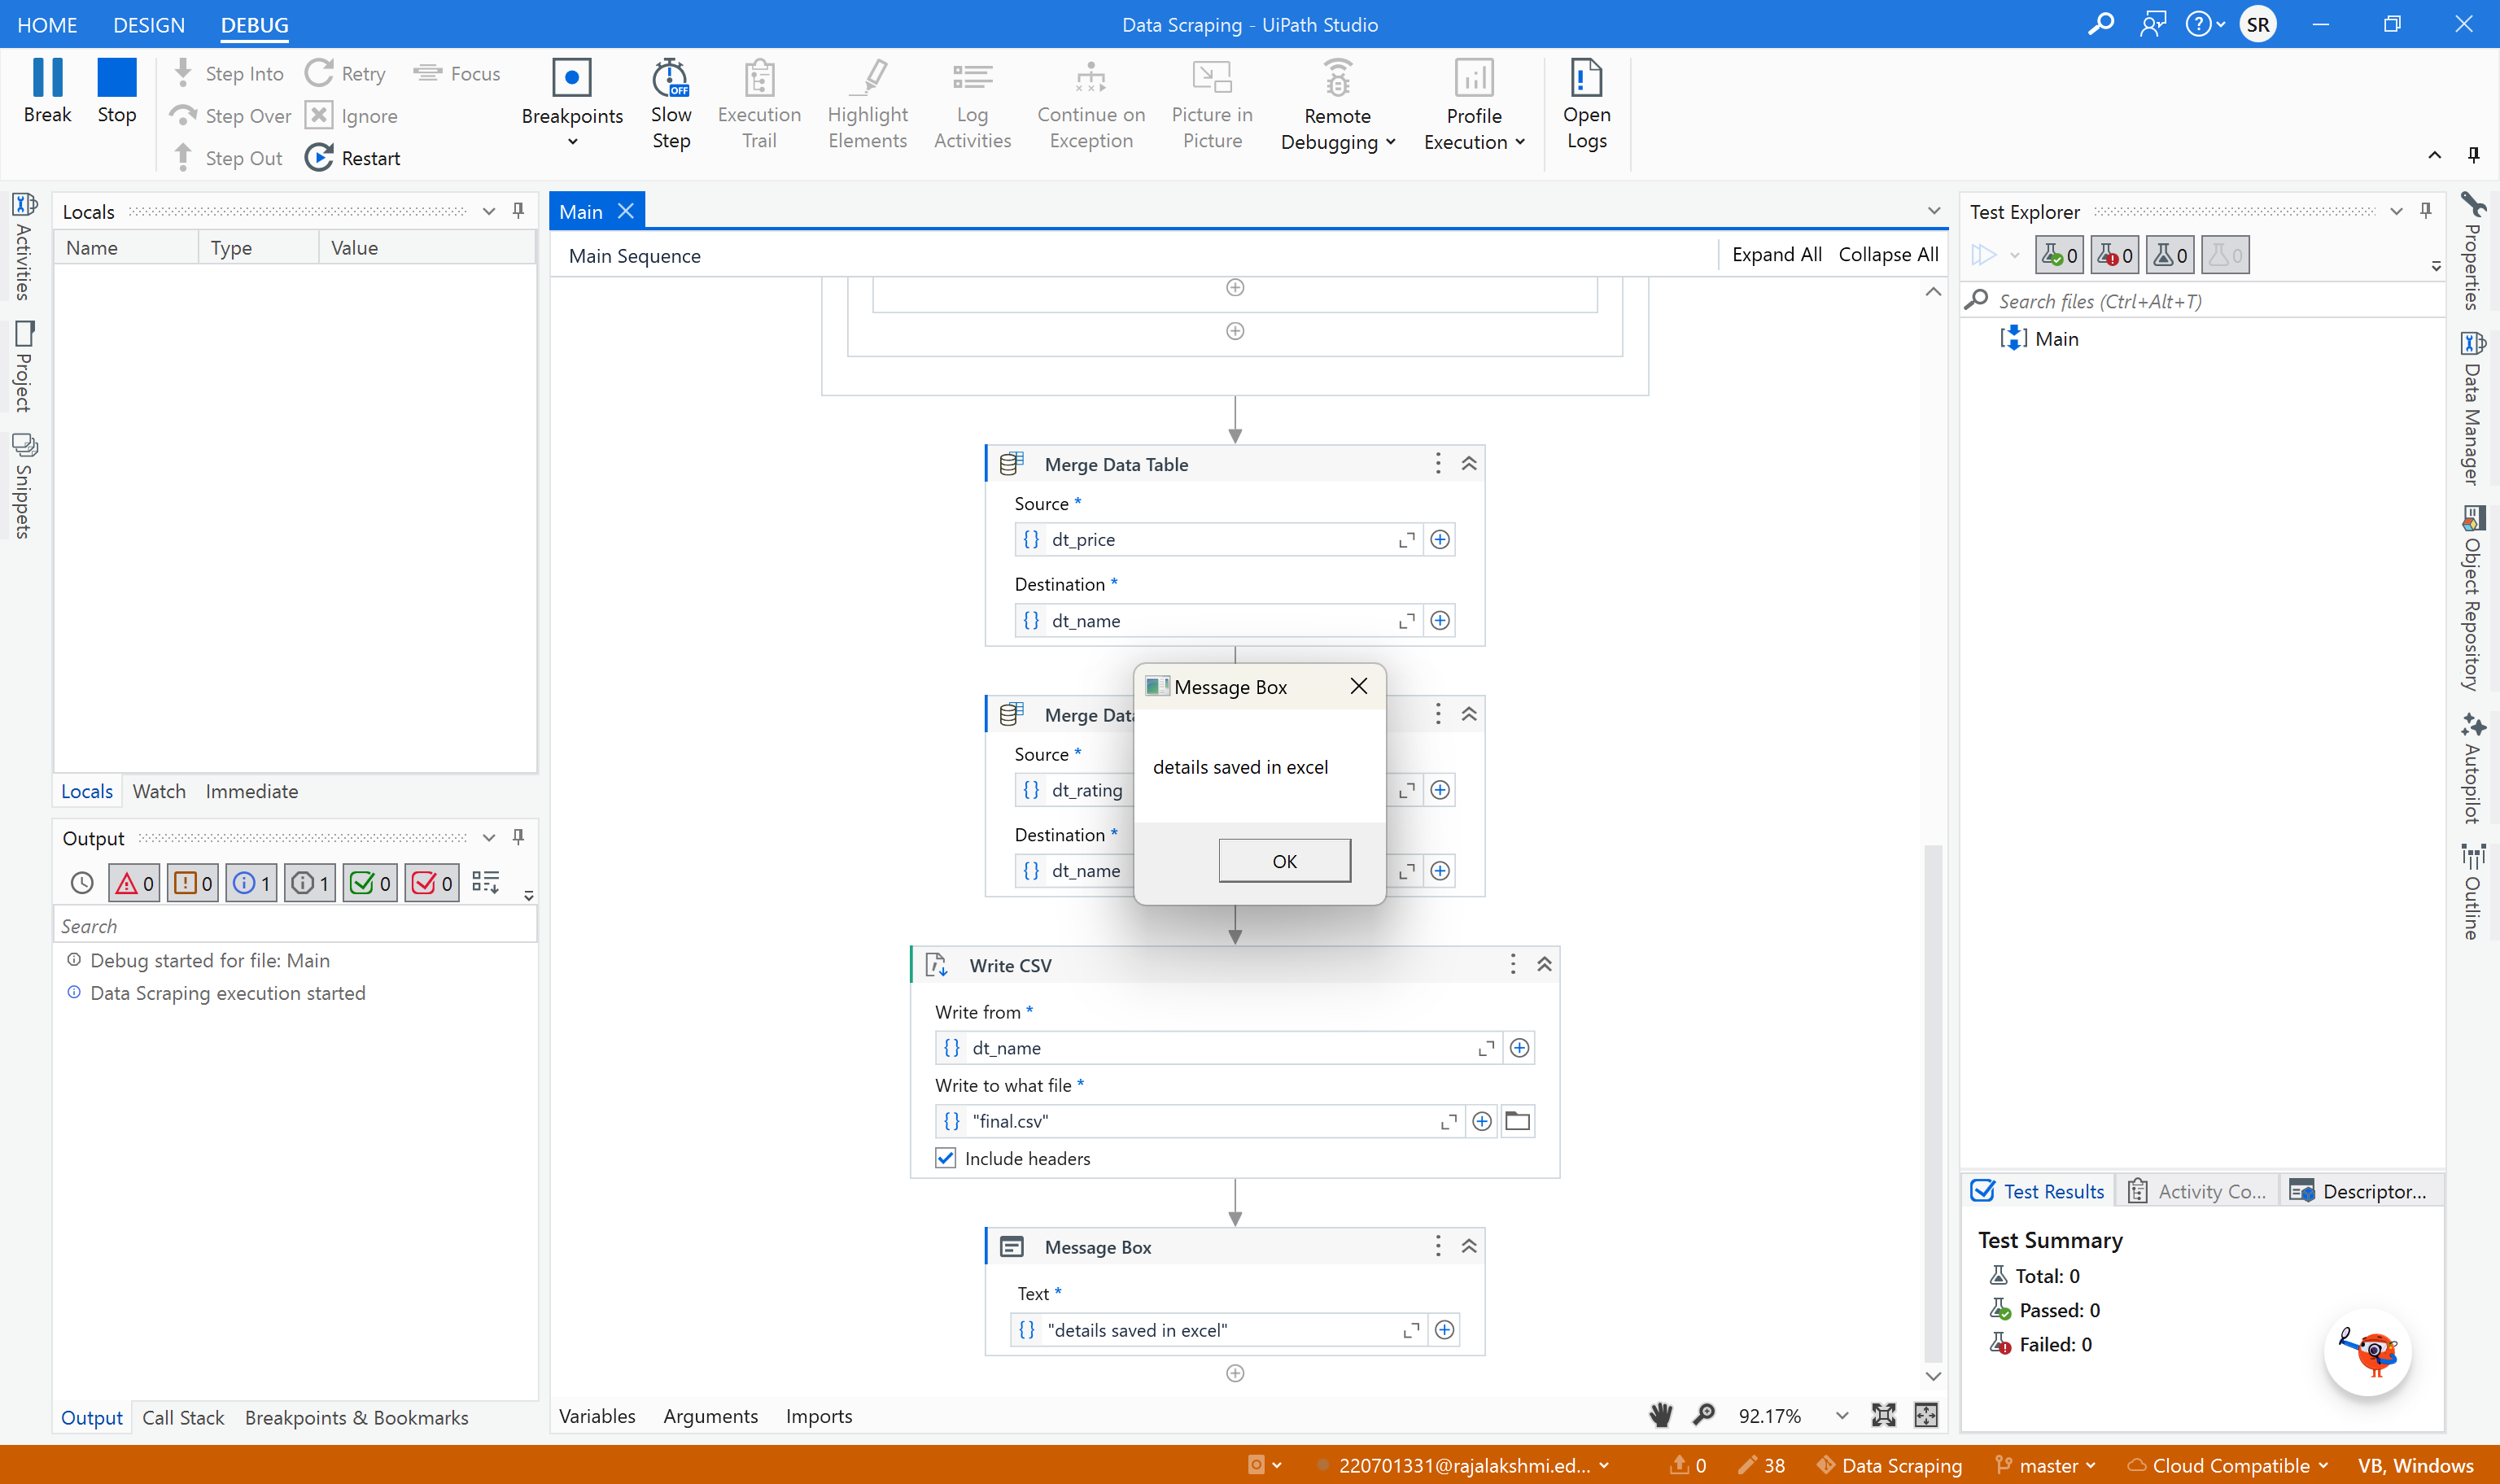 HOME DESIGN DEBUG
Data Scraping - UiPath Studio
SR
Break
Stop
Step Into
Step Over
Step Out
Retry
Ignore
Restart
Focus
Breakpoints
Slow Step
OFF
Execution Trail
Highlight Elements
Log Activities
Continue on Exception
Picture in Picture
Remote Debugging
Profile Execution
Open Logs
Activities
Project
Snippets
Locals
Name Type Value
Locals Watch Immediate
Output
0 0 1 1 0 0
Search
Debug started for file: Main
Data Scraping execution started
Output Call Stack Breakpoints & Bookmarks
Main
Main Sequence
Expand All Collapse All
Merge Data Table
Source *
{} dt_price
Destination *
{} dt_name
Merge Data
Source *
{} dt_rating
Destination *
{} dt_name
Message Box
details saved in excel
OK
Write CSV
Write from *
{} dt_name
Write to what file *
{} "final.csv"
Include headers
Message Box
Text *
{} "details saved in excel"
Variables Arguments Imports
92.17%
Test Explorer
0 0 0 0
Search files (Ctrl+Alt+T)
Main
Test Results Activity Co... Descriptor...
Test Summary
Total: 0
Passed: 0
Failed: 0
Properties
Data Manager
Object Repository
Autopilot
Outline
220701331@rajalakshmi.ed... 0 38 Data Scraping master Cloud Compatible VB, Windows